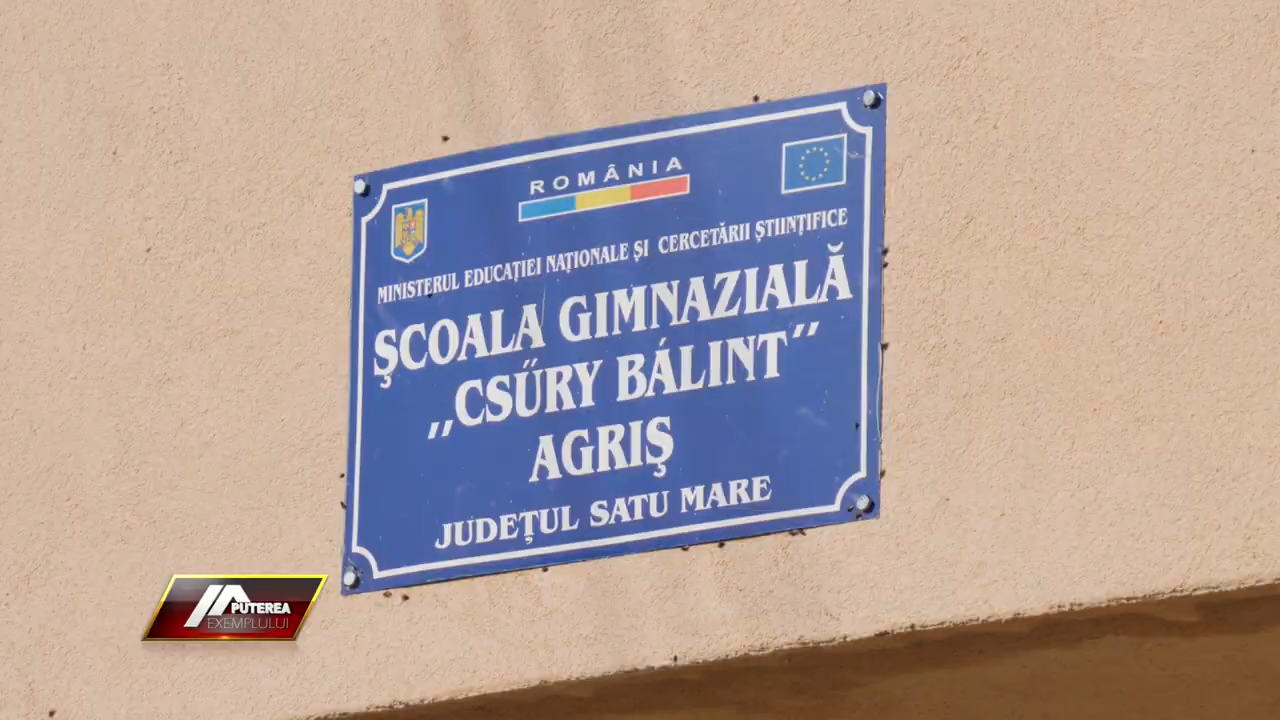 ROMÂNIA
MINISTERUL EDUCAȚIEI NAȚIONALE ȘI CERCETĂRII ȘTIINȚIFICE
ȘCOALA GIMNAZIALĂ
,,CSŰRY BÁLINT''
AGRIȘ
JUDEȚUL SATU MARE
PUTEREA
EXEMPLULUI